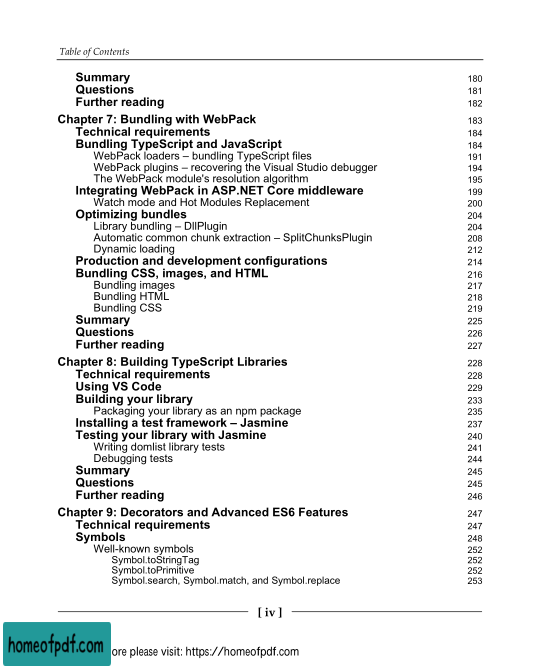 Table of Contents
Summary 180
Questions 181
Further reading 182
Chapter 7: Bundling with WebPack 183
Technical requirements 184
Bundling TypeScript and JavaScript 184
WebPack loaders – bundling TypeScript files 191
WebPack plugins – recovering the Visual Studio debugger 194
The WebPack module's resolution algorithm 195
Integrating WebPack in ASP.NET Core middleware 199
Watch mode and Hot Modules Replacement 200
Optimizing bundles 204
Library bundling – DllPlugin 204
Automatic common chunk extraction – SplitChunksPlugin 208
Dynamic loading 212
Production and development configurations 214
Bundling CSS, images, and HTML 216
Bundling images 217
Bundling HTML 218
Bundling CSS 219
Summary 225
Questions 226
Further reading 227
Chapter 8: Building TypeScript Libraries 228
Technical requirements 228
Using VS Code 229
Building your library 233
Packaging your library as an npm package 235
Installing a test framework – Jasmine 237
Testing your library with Jasmine 240
Writing domlist library tests 241
Debugging tests 244
Summary 245
Questions 245
Further reading 246
Chapter 9: Decorators and Advanced ES6 Features 247
Technical requirements 247
Symbols 248
Well-known symbols 252
Symbol.toStringTag 252
Symbol.toPrimitive 252
Symbol.search, Symbol.match, and Symbol.replace 253
[ iv ]
homeofpdf.com
ore please visit: https://homeofpdf.com